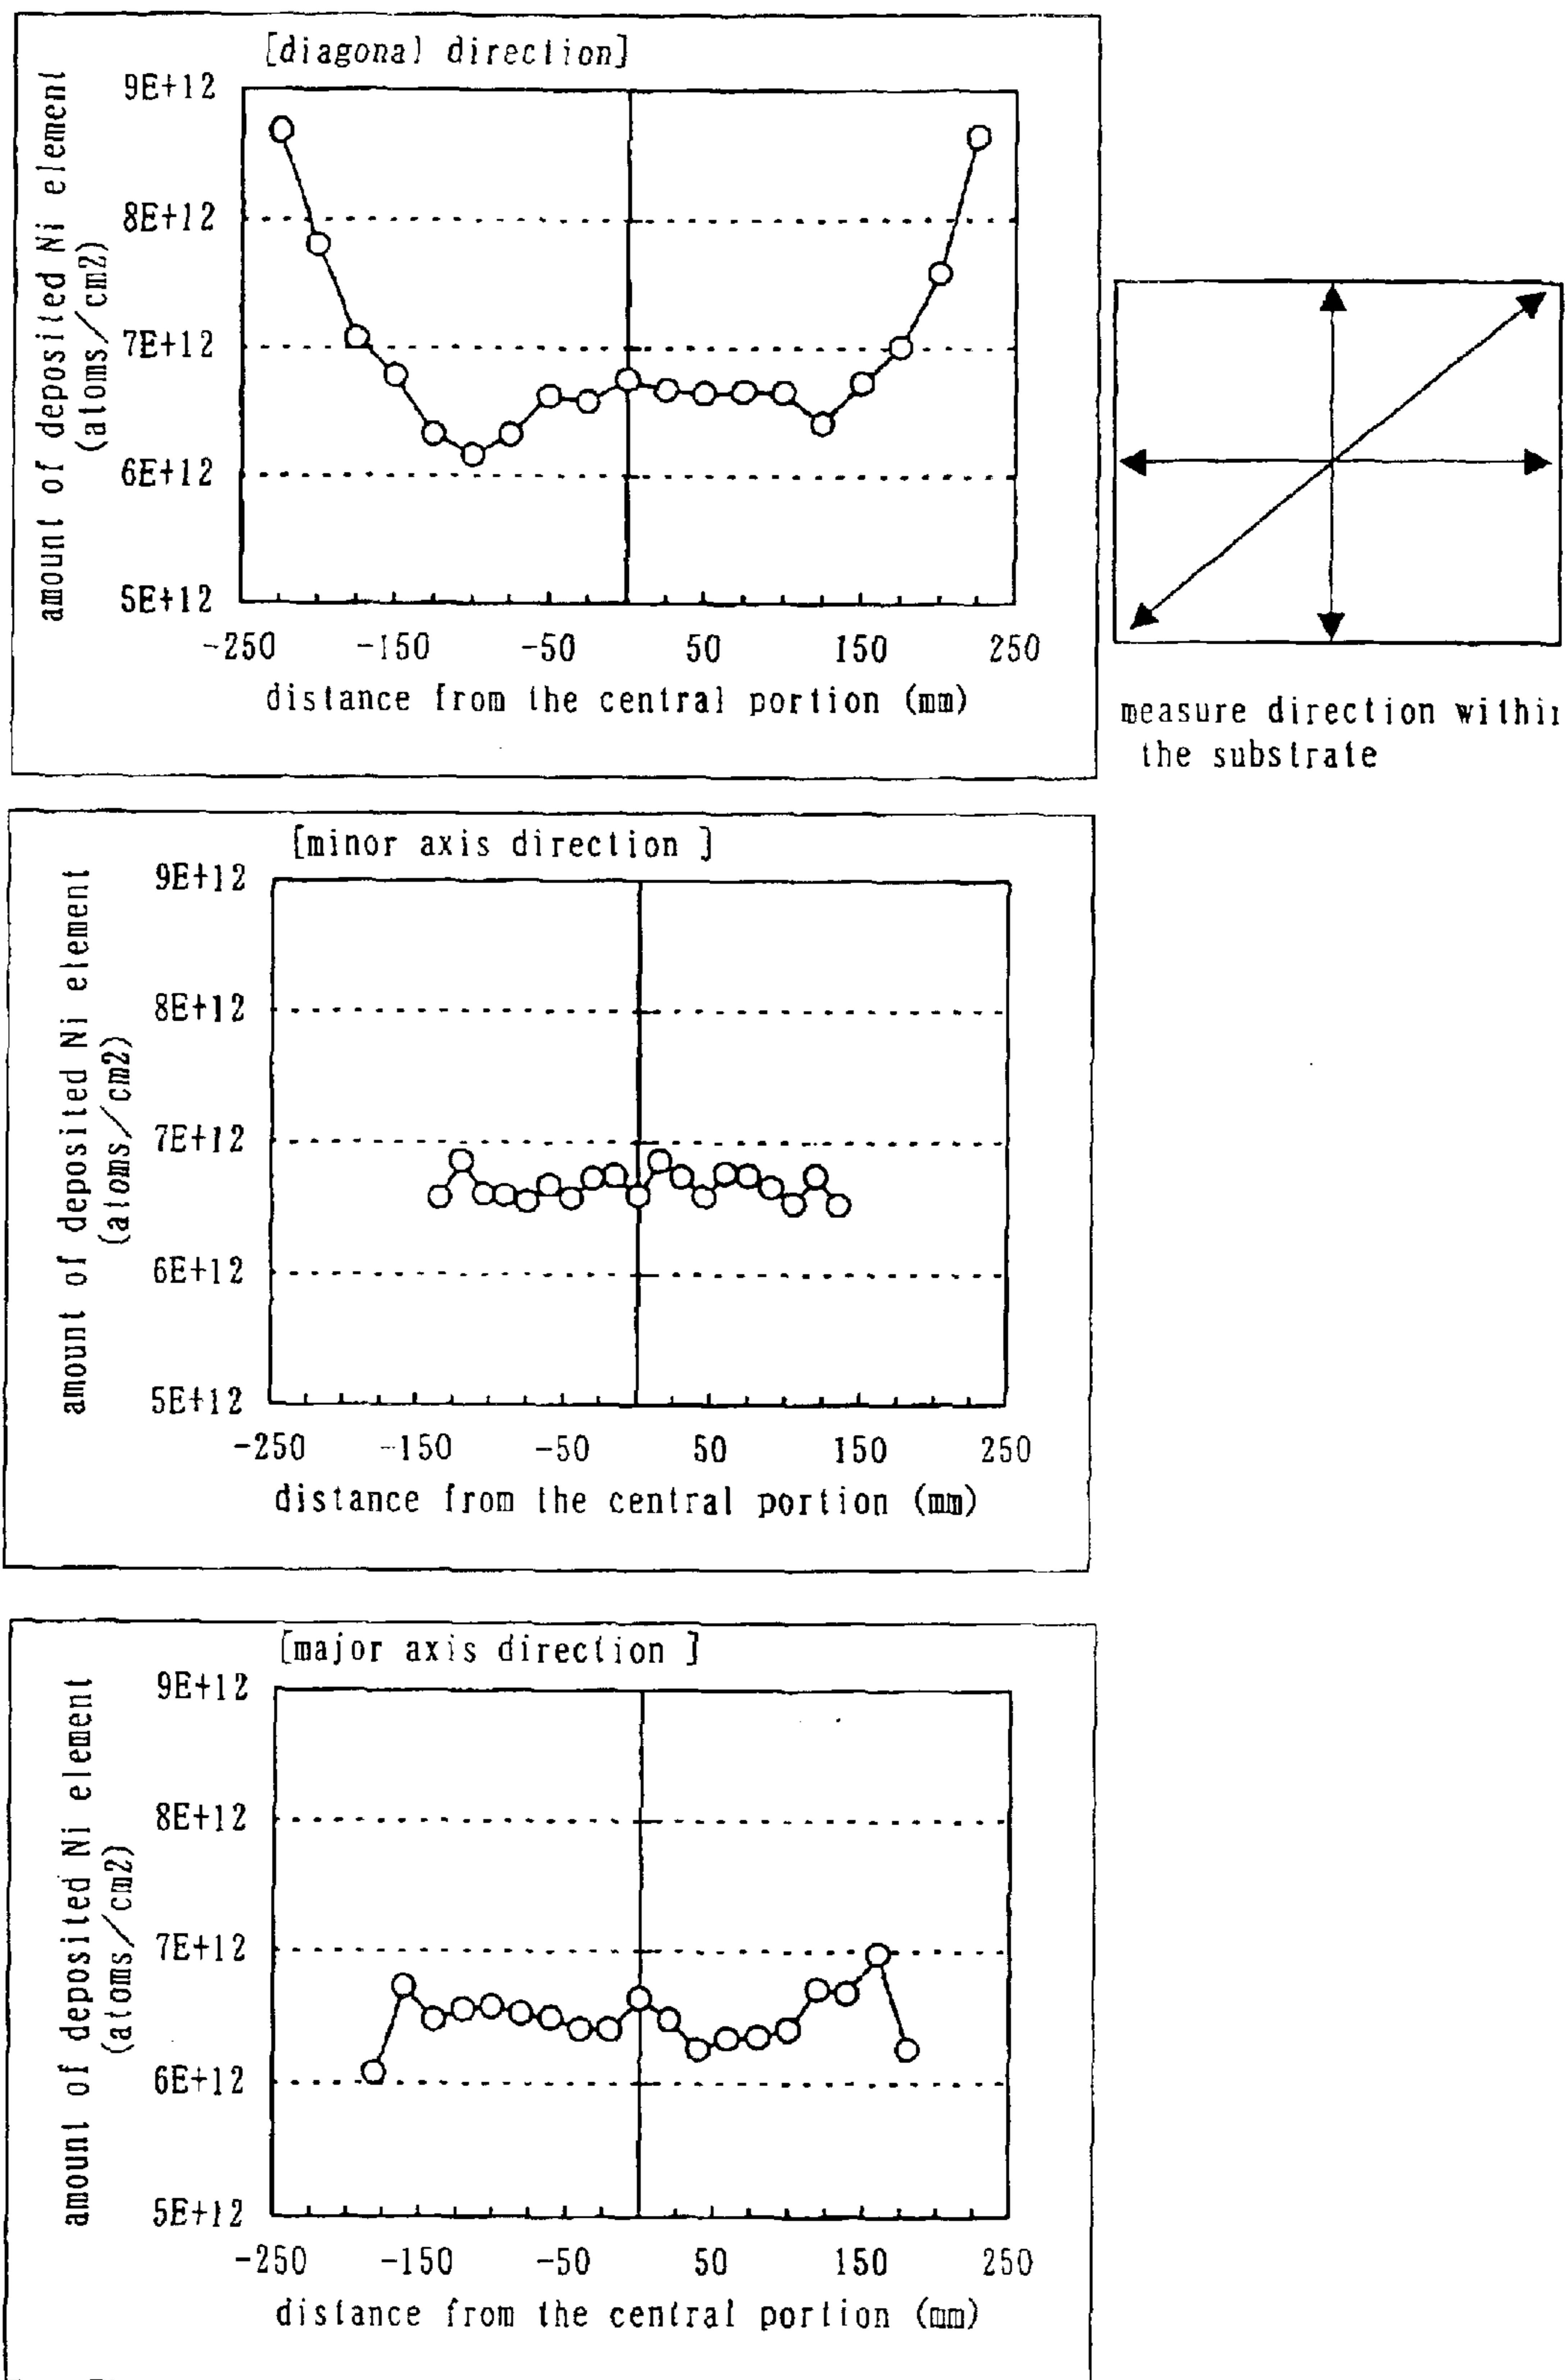 [diagonal direction]
amount of deposited Ni element
(atoms/cm2)
9E+12
8E+12
7E+12
6E+12
5E+12
-250 -150 -50 50 150 250
distance from the central portion (mm)
measure direction within
the substrate
[minor axis direction ]
amount of deposited Ni element
(atoms/cm2)
9E+12
8E+12
7E+12
6E+12
5E+12
-250 -150 -50 50 150 250
distance from the central portion (mm)
[major axis direction ]
amount of deposited Ni element
(atoms/cm2)
9E+12
8E+12
7E+12
6E+12
5E+12
-250 -150 -50 50 150 250
distance from the central portion (mm)